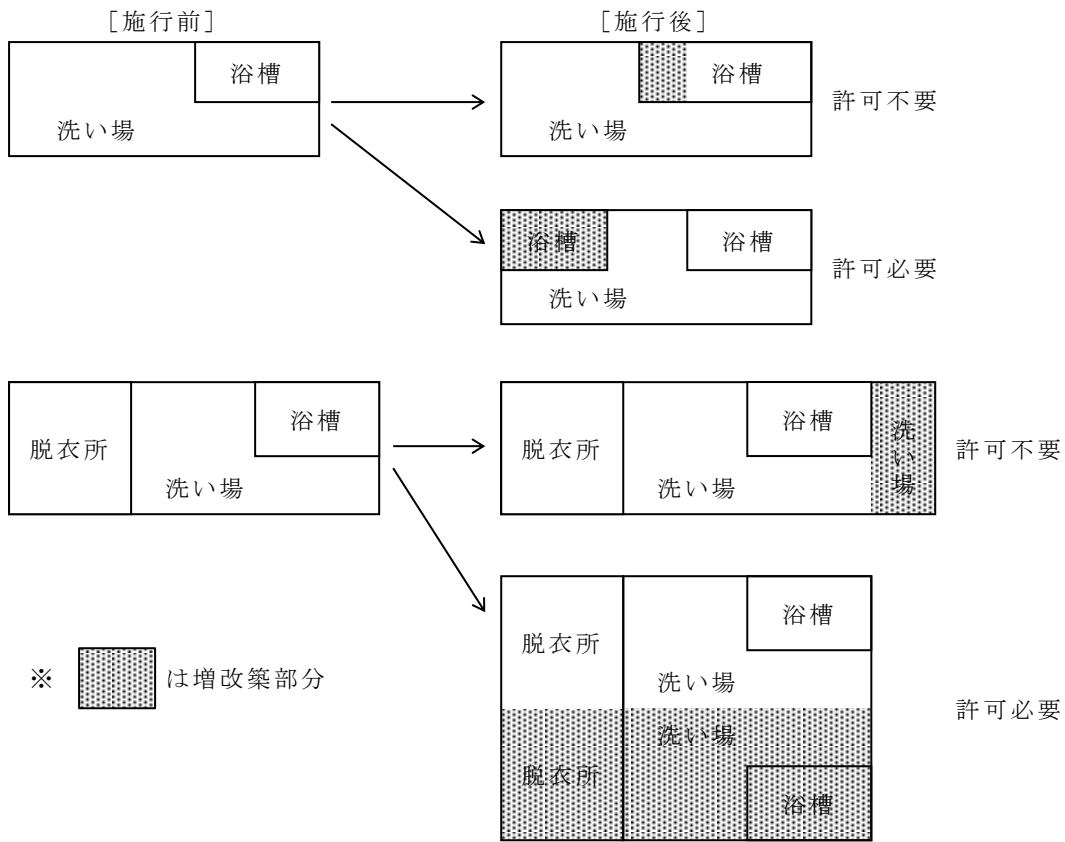 ［施行前］
［施行後］
浴槽
洗い場
浴槽
洗い場
許可不要
浴槽
浴槽
洗い場
許可必要
脱衣所
浴槽
洗い場
脱衣所
浴槽
洗い場
洗い場
許可不要
脱衣所
浴槽
洗い場
洗い場
脱衣所
浴槽
許可必要
※ は増改築部分